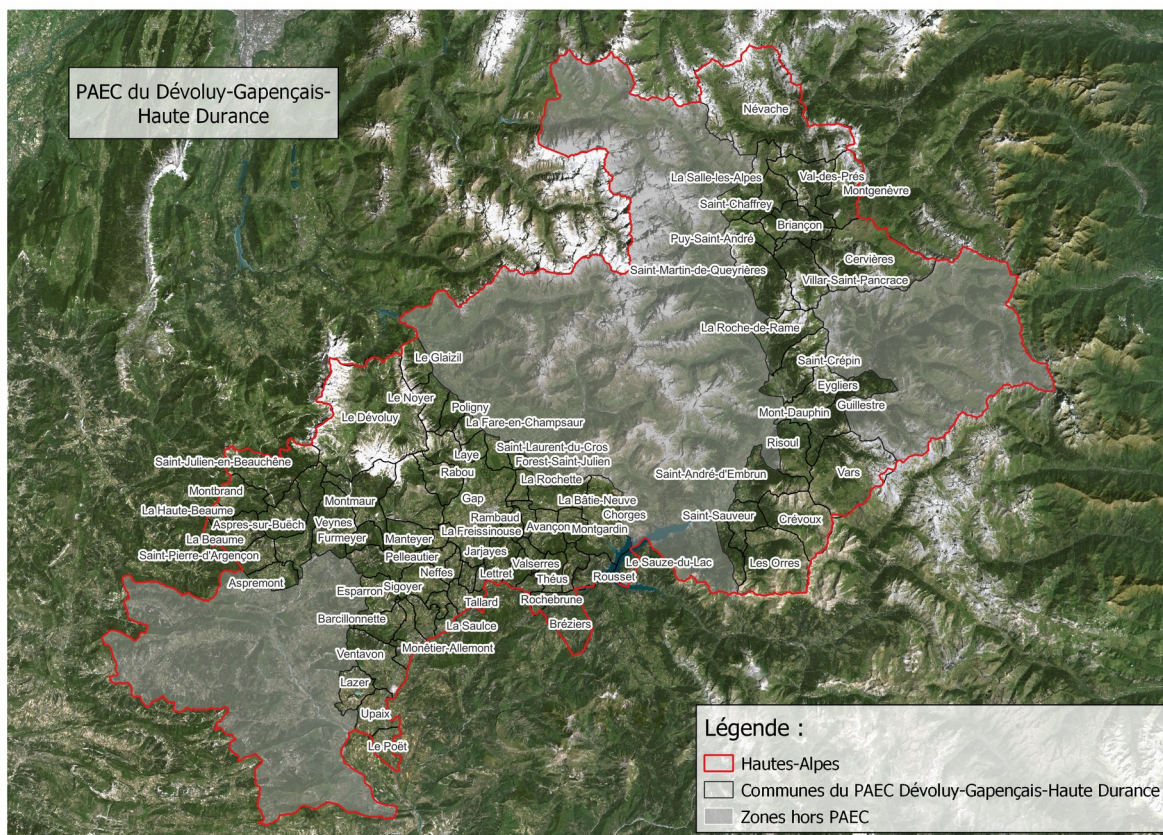 PAEC du Dévoluy-Gapençais-
Haute Durance
Névache
La Salle-les-Alpes
Val-des-Prés
Montgenèvre
Saint-Chaffrey
Briançon
Puy-Saint-André
Cervières
Saint-Martin-de-Queyrières
Villar-Saint-Pancrace
La Roche-de-Rame
Le Glaizil
Saint-Crépin
Eygliers
Le Noyer
Guillestre
Poligny
Mont-Dauphin
Le Dévoluy
La Fare-en-Champsaur
Risoul
Saint-Laurent-du-Cros
Laye
Forest-Saint-Julien
Saint-Julien-en-Beauchêne
Rabou
Saint-André-d'Embrun
Vars
La Rochette
Montbrand
Montmaur
Gap
La Bâtie-Neuve
La Haute-Beaume
Chorges
Saint-Sauveur
Crévoux
Rambaud
Aspres-sur-Buëch
Veynes
Avançon
Montgardin
La Freissinouse
La Beaume
Furmeyer
Manteyer
Jarjayes
Saint-Pierre-d'Argençon
Pelleautier
Valserres
Le Sauze-du-Lac
Les Orres
Neffes
Lettret
Théus
Rousset
Aspremont
Esparron
Sigoyer
Tallard
Rochebrune
Barcillonnette
La Saulce
Bréziers
Monêtier-Allemont
Ventavon
Lazer
Upaix
Le Poët
Légende :
Hautes-Alpes
Communes du PAEC Dévoluy-Gapençais-Haute Durance
Zones hors PAEC